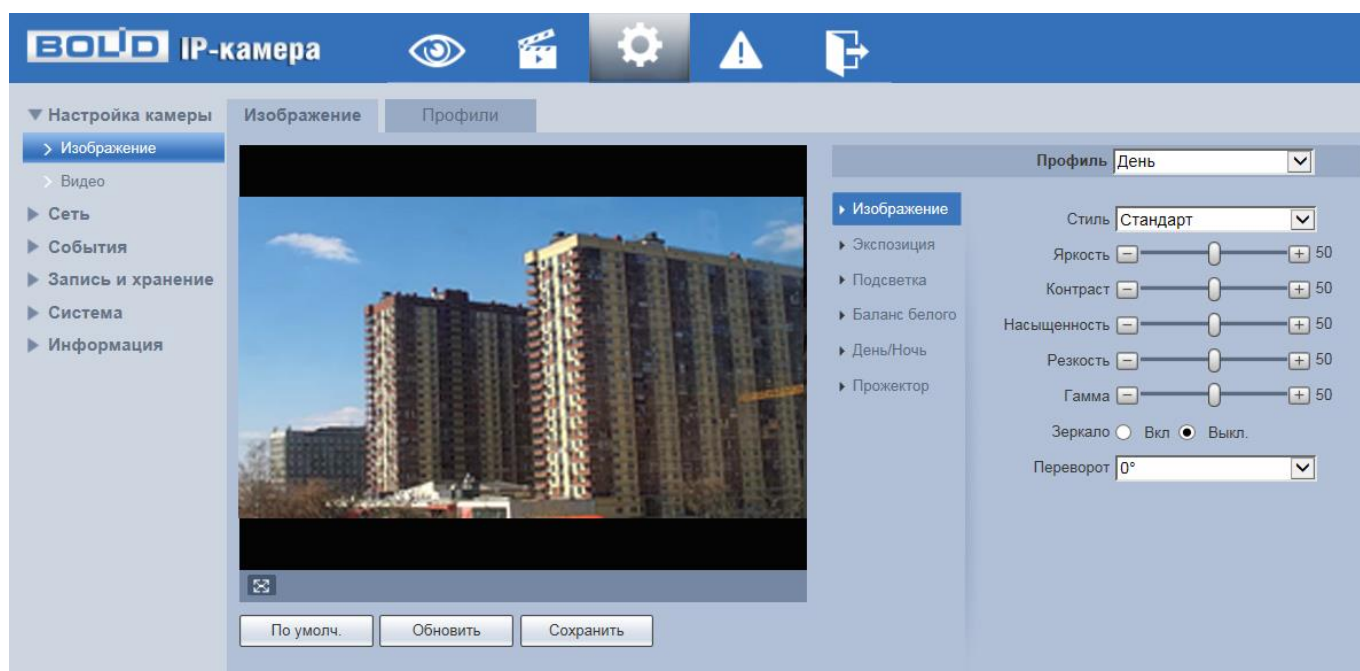 BOLID IP-камера
Настройка камеры
Изображение
Видео
Сеть
События
Запись и хранение
Система
Информация
Изображение Профили
По умолч. Обновить Сохранить
Профиль День
Изображение
Экспозиция
Подсветка
Баланс белого
День/Ночь
Прожектор
Стиль Стандарт
Яркость 50
Контраст 50
Насыщенность 50
Резкость 50
Гамма 50
Зеркало Вкл Выкл.
Переворот 0°